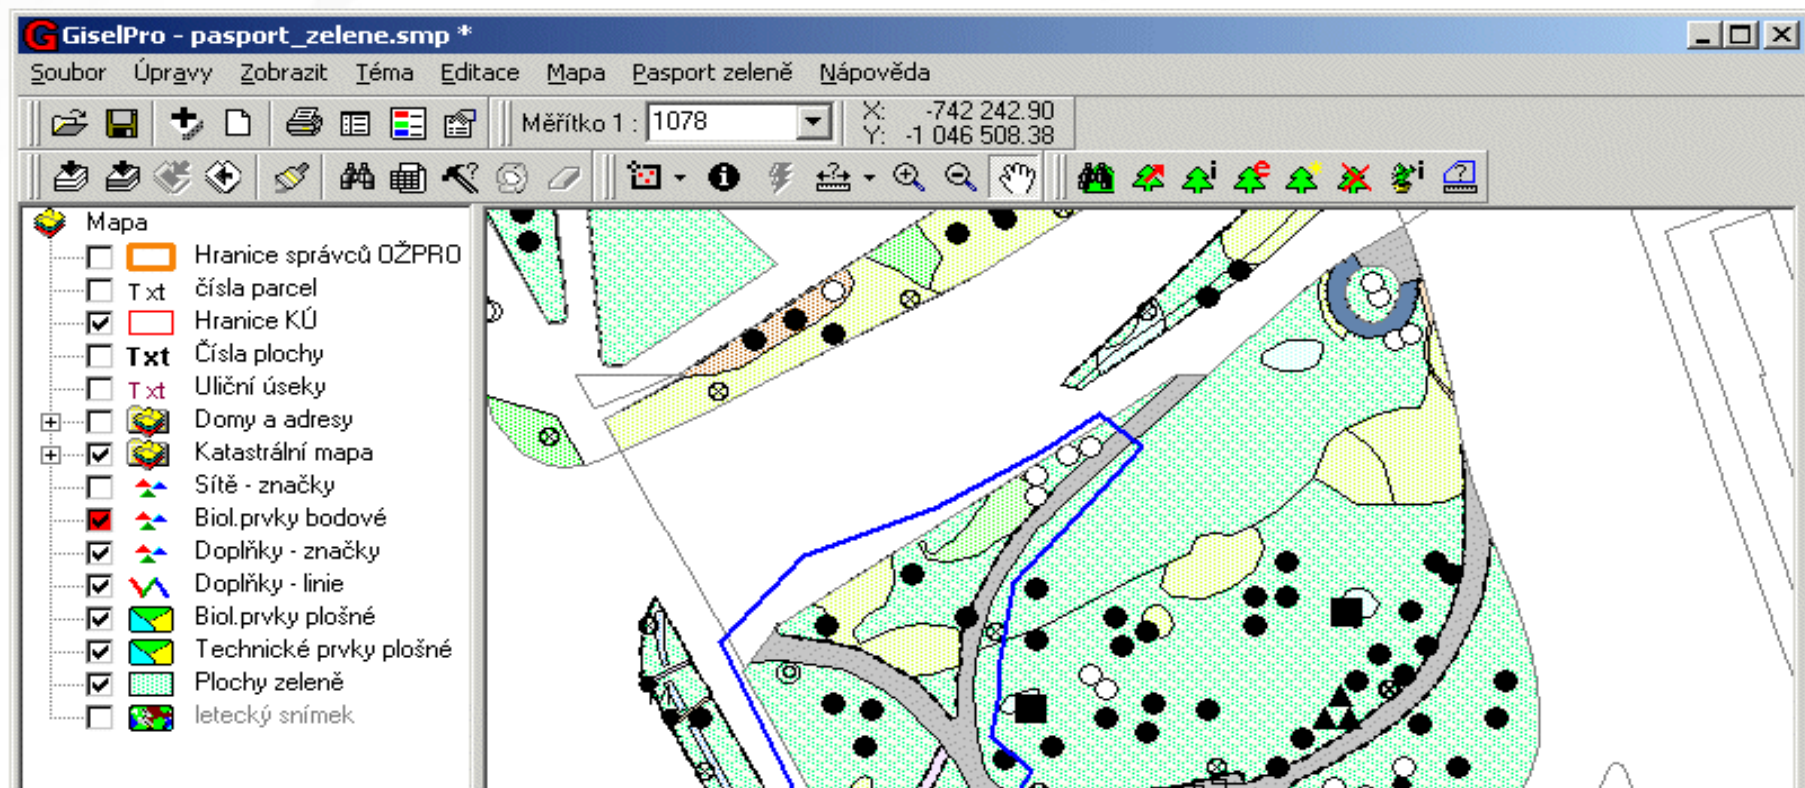 GiselPro - pasport_zelene.smp *
Soubor Úpravy Zobrazit Téma Editace Mapa Pasport zeleně Nápověda
Měřítko 1 : 1078 X: -742 242.90
Y: -1 046 508.38
Mapa
Hranice správců OŽPRO
Txt čísla parcel
Hranice KÚ
Txt Čísla plochy
Txt Uliční úseky
Domy a adresy
Katastrální mapa
Sítě - značky
Biol.prvky bodové
Doplňky - značky
Doplňky - linie
Biol.prvky plošné
Technické prvky plošné
Plochy zeleně
letecký snímek